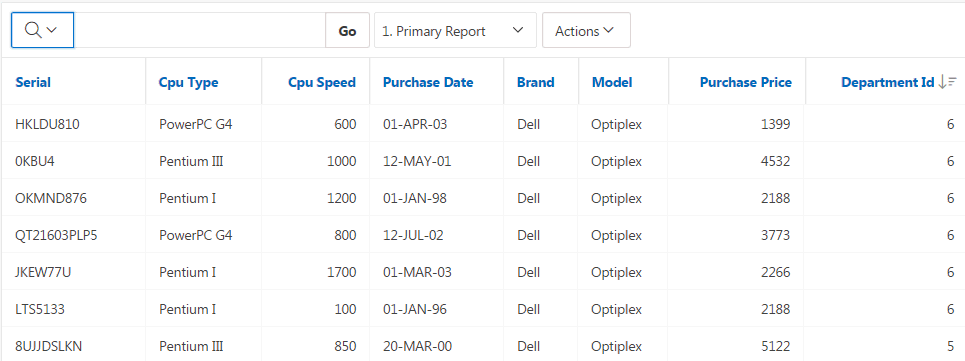 Go 1. Primary Report Actions
Serial Cpu Type Cpu Speed Purchase Date Brand Model Purchase Price Department Id
HKLDU810 PowerPC G4 600 01-APR-03 Dell Optiplex 1399 6
0KBU4 Pentium III 1000 12-MAY-01 Dell Optiplex 4532 6
OKMND876 Pentium I 1200 01-JAN-98 Dell Optiplex 2188 6
QT21603PLP5 PowerPC G4 800 12-JUL-02 Dell Optiplex 3773 6
JKEW77U Pentium I 1700 01-MAR-03 Dell Optiplex 2266 6
LTS5133 Pentium I 100 01-JAN-96 Dell Optiplex 2188 6
8UJJDSLKN Pentium III 850 20-MAR-00 Dell Optiplex 5122 5